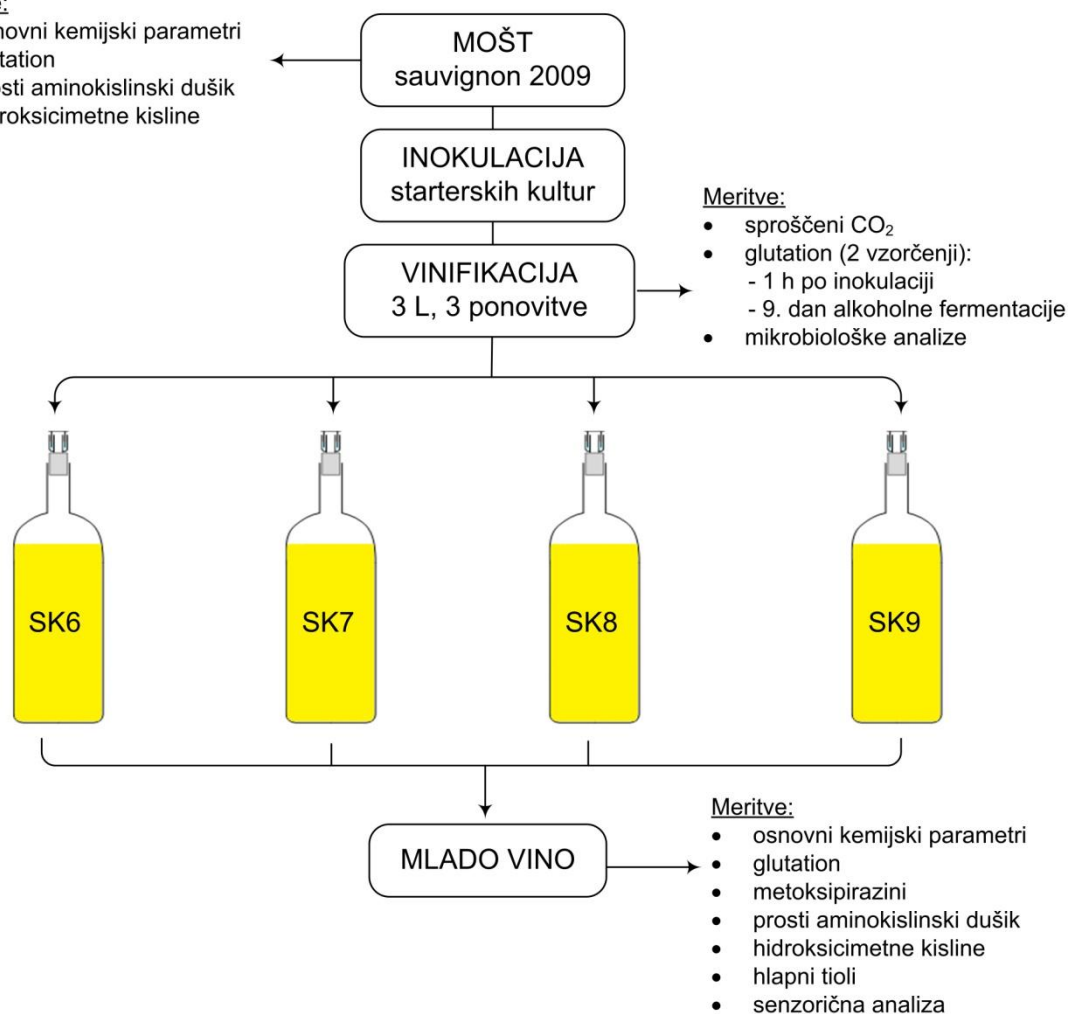 novni kemijski parametri
tation
osti aminokislinski dušik
roksicimetne kisline
MOŠT
sauvignon 2009
INOKULACIJA
starterskih kultur
VINIFIKACIJA
3 L, 3 ponovitve
Meritve:
• sproščeni CO₂
• glutation (2 vzorčenji):
- 1 h po inokulaciji
- 9. dan alkoholne fermentacije
• mikrobiološke analize
SK6
SK7
SK8
SK9
MLADO VINO
Meritve:
• osnovni kemijski parametri
• glutation
• metoksipirazini
• prosti aminokislinski dušik
• hidroksicimetne kisline
• hlapni tioli
• senzorična analiza